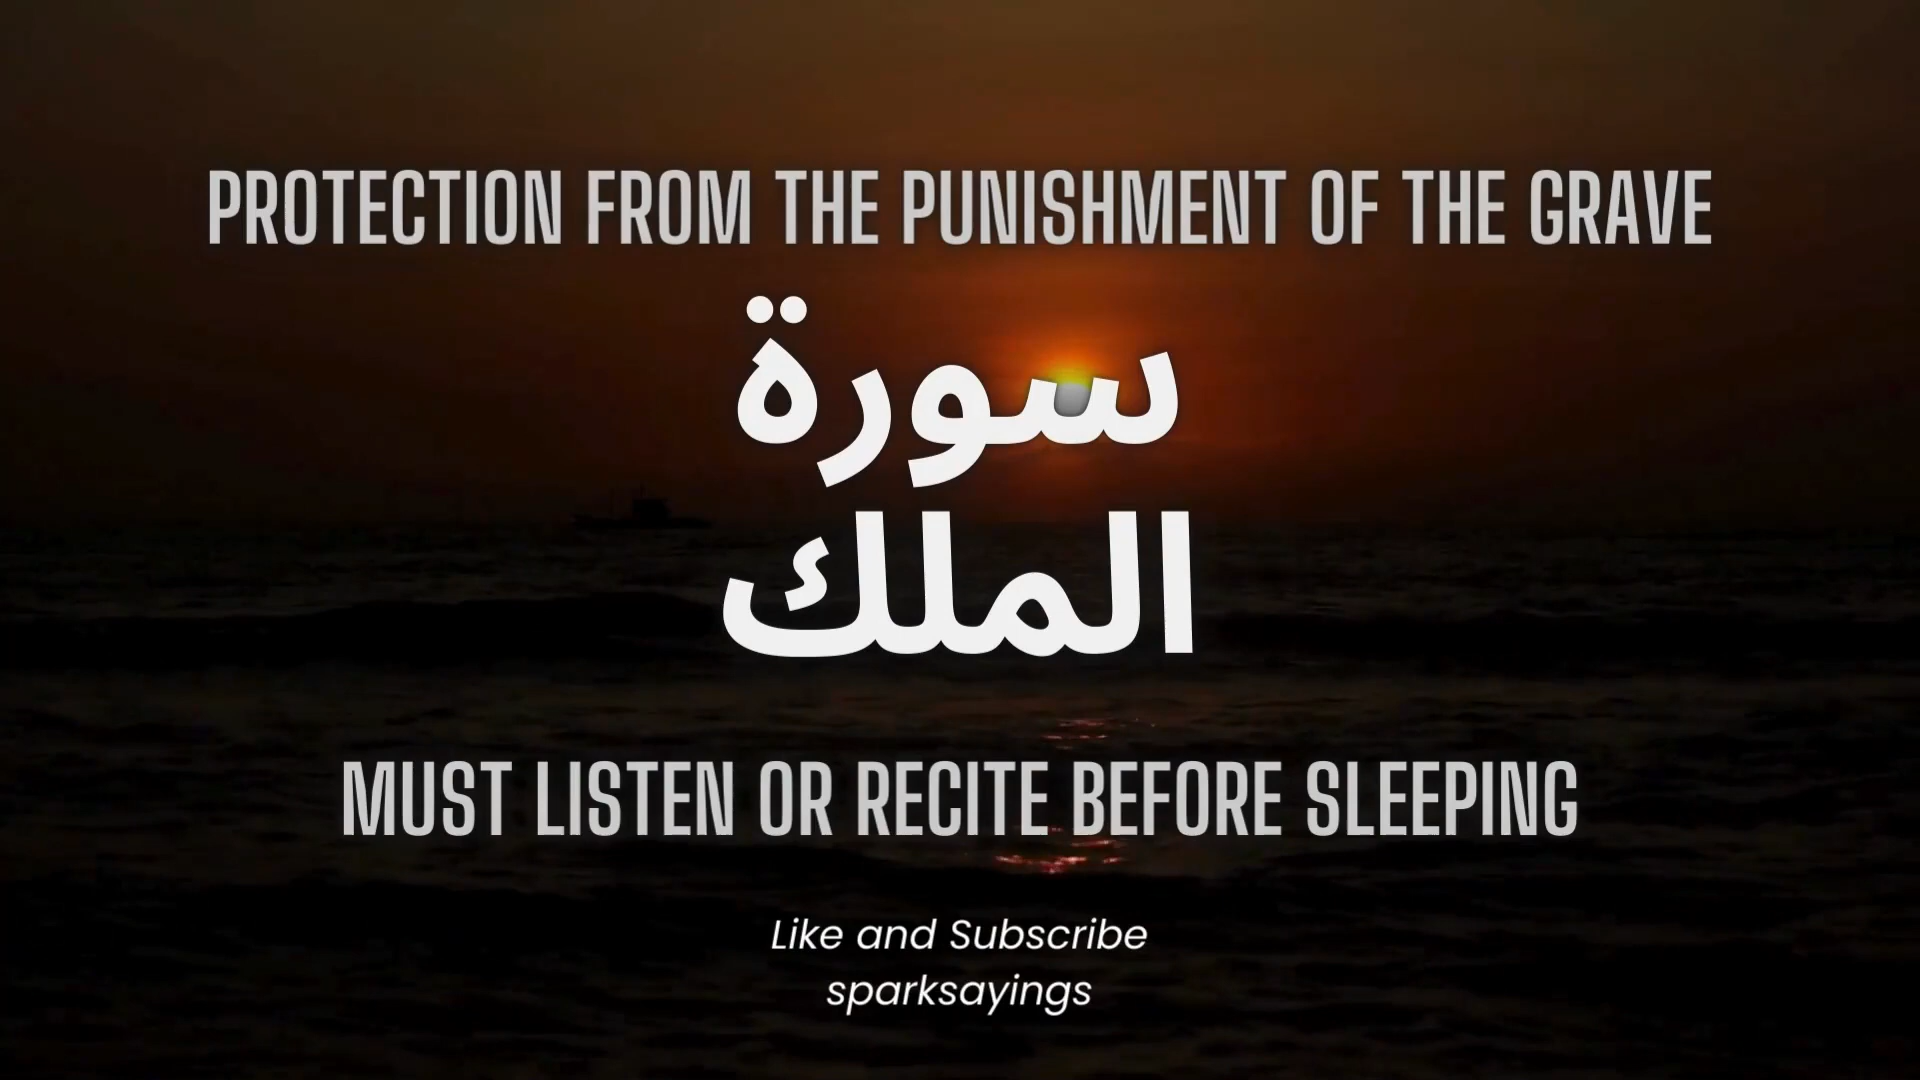 PROTECTION FROM THE PUNISHMENT OF THE GRAVE
سورة
الملك
MUST LISTEN OR RECITE BEFORE SLEEPING
Like and Subscribe
sparksayings